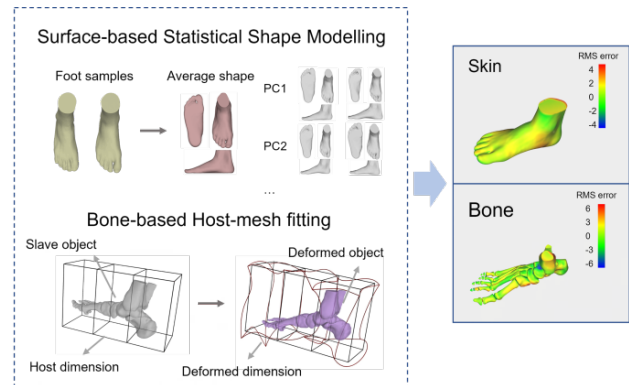 Surface-based Statistical Shape Modelling
Foot samples
Average shape
PC1
PC2
...
Bone-based Host-mesh fitting
Slave object
Deformed object
Host dimension
Deformed dimension
Skin
RMS error
4
2
0
-2
-4
Bone
RMS error
6
3
0
-3
-6